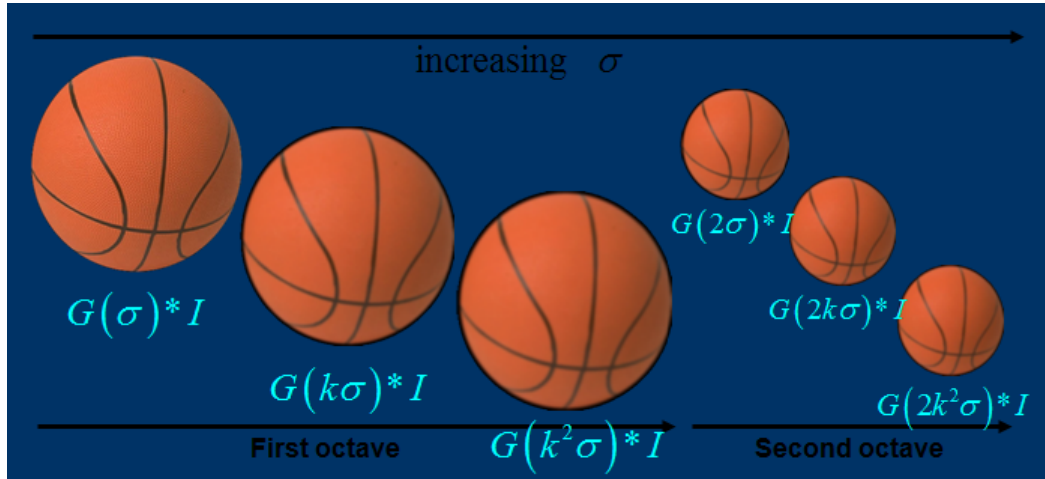 increasing σ
G(σ)*I
G(kσ)*I
G(k²σ)*I
G(2σ)*I
G(2kσ)*I
G(2k²σ)*I
First octave
Second octave